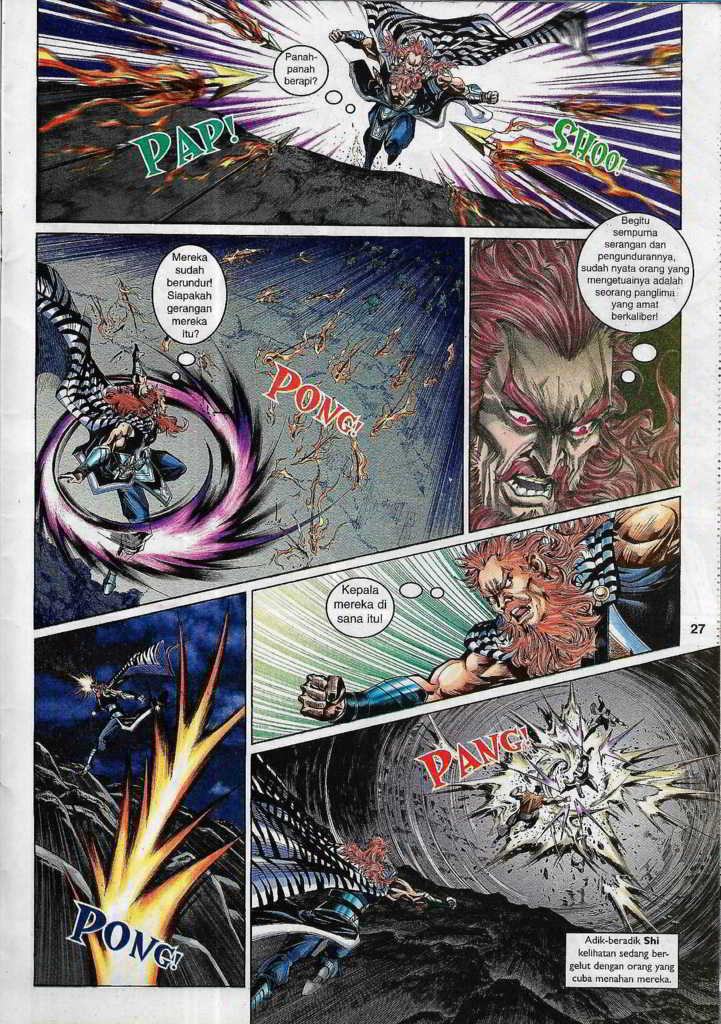 Panah-
panah
berapi?
PAP!
SHOO!
Mereka
sudah
berundur!
Siapakah
gerangan
mereka
itu?
PONG!
Begitu
sempurna
serangan dan
pengundurannya,
sudah nyata orang yang
mengetuainya adalah
seorang panglima
yang amat
berkaliber!
Kepala
mereka di
sana itu!
27
PONG!
PANG!
Adik-beradik Shi
kelihatan sedang ber-
gelut dengan orang yang
cuba menahan mereka.